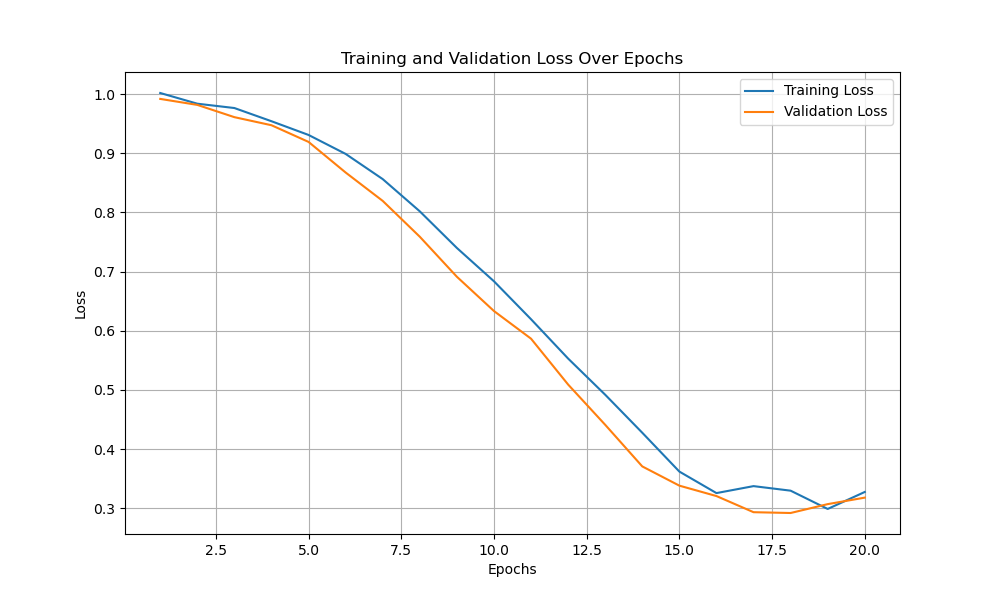 Training and Validation Loss Over Epochs
Training Loss
Validation Loss
1.0
0.9
0.8
0.7
0.6
0.5
0.4
0.3
Loss
2.5 5.0 7.5 10.0 12.5 15.0 17.5 20.0
Epochs